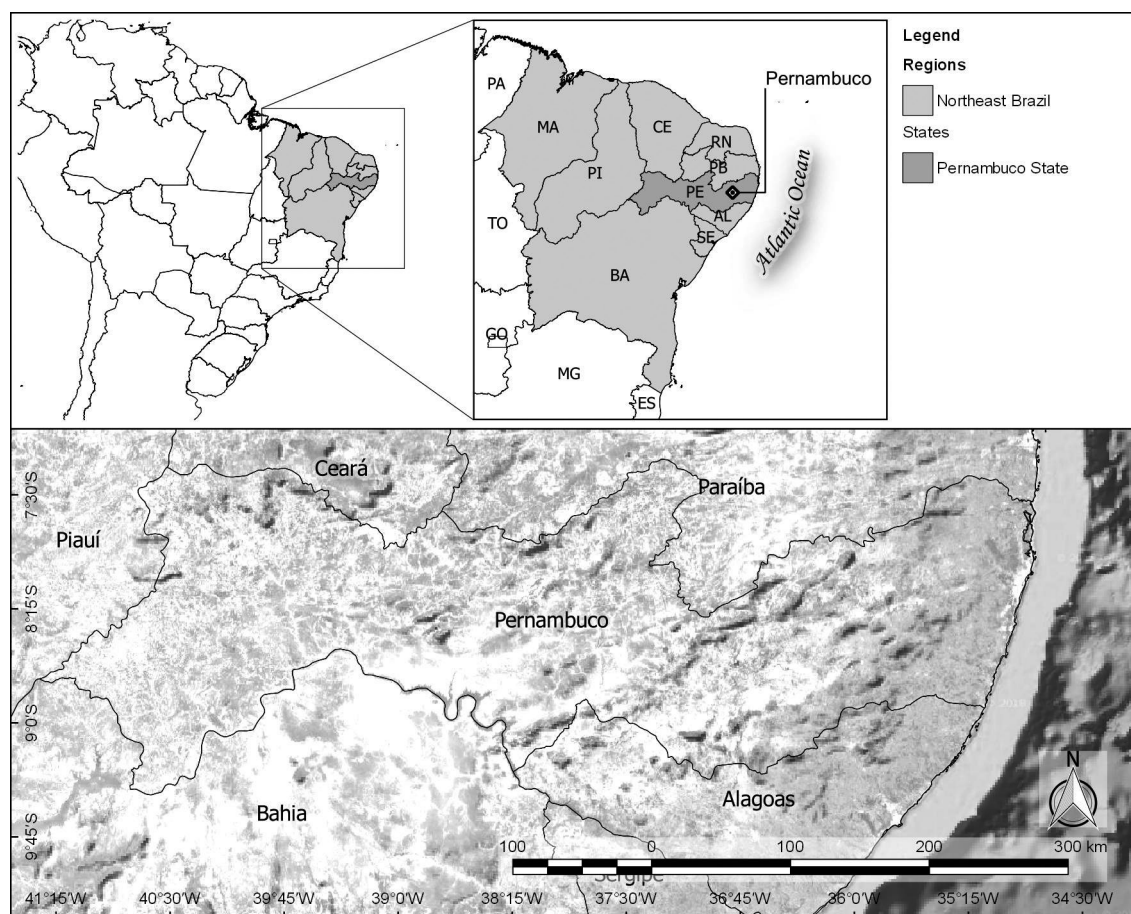 Legend
Regions
Northeast Brazil
States
Pernambuco State
Pernambuco
PA
MA
CE
RN
PB
PI
PE
AL
SE
TO
BA
GO
MG
ES
Atlantic Ocean
Ceará
Paraíba
Piauí
Pernambuco
Bahia
Alagoas
Sergipe
N
7°30'S
8°15'S
9°0'S
9°45'S
100 0 100 200 300 km
41°15'W 40°30'W 39°45'W 39°0'W 38°15'W 37°30'W 36°45'W 36°0'W 35°15'W 34°30'W